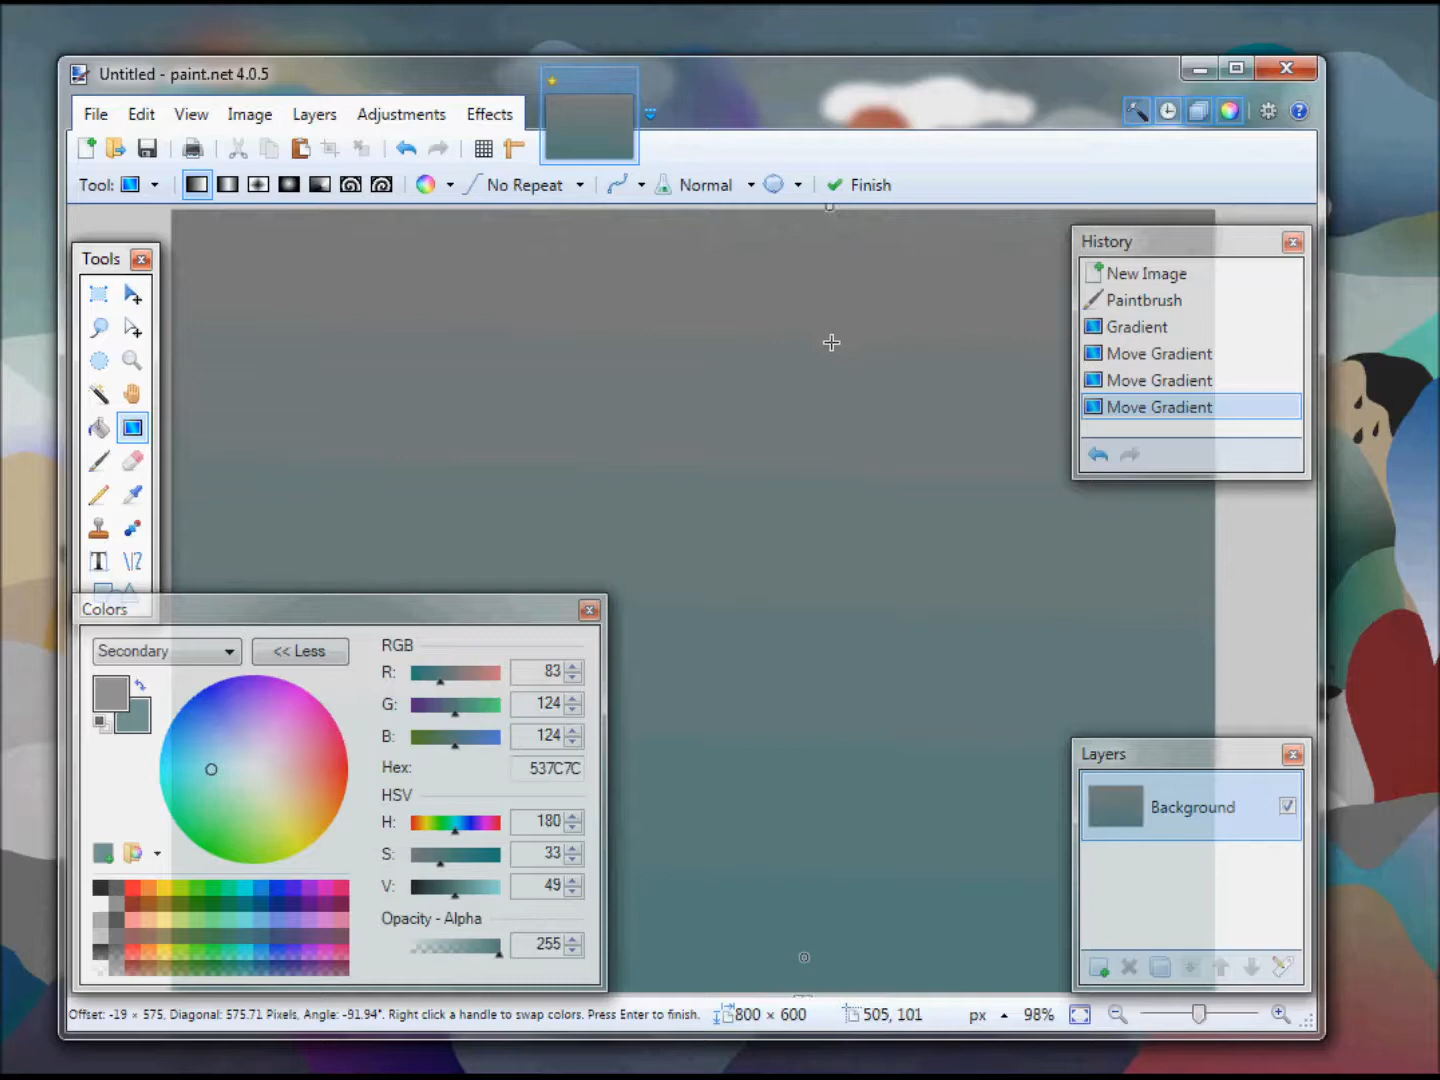 Untitled - paint.net 4.0.5
File Edit View Image Layers Adjustments Effects
Tool: No Repeat Normal Finish
Tools
History
New Image
Paintbrush
Gradient
Move Gradient
Move Gradient
Move Gradient
Colors
Secondary << Less
RGB
R: 83
G: 124
B: 124
Hex: 537C7C
HSV
H: 180
S: 33
V: 49
Opacity - Alpha
255
Layers
Background
Offset: -19 × 575, Diagonal: 575.71 Pixels, Angle: -91.94°. Right click a handle to swap colors. Press Enter to finish. 800 × 600 505, 101 px 98%